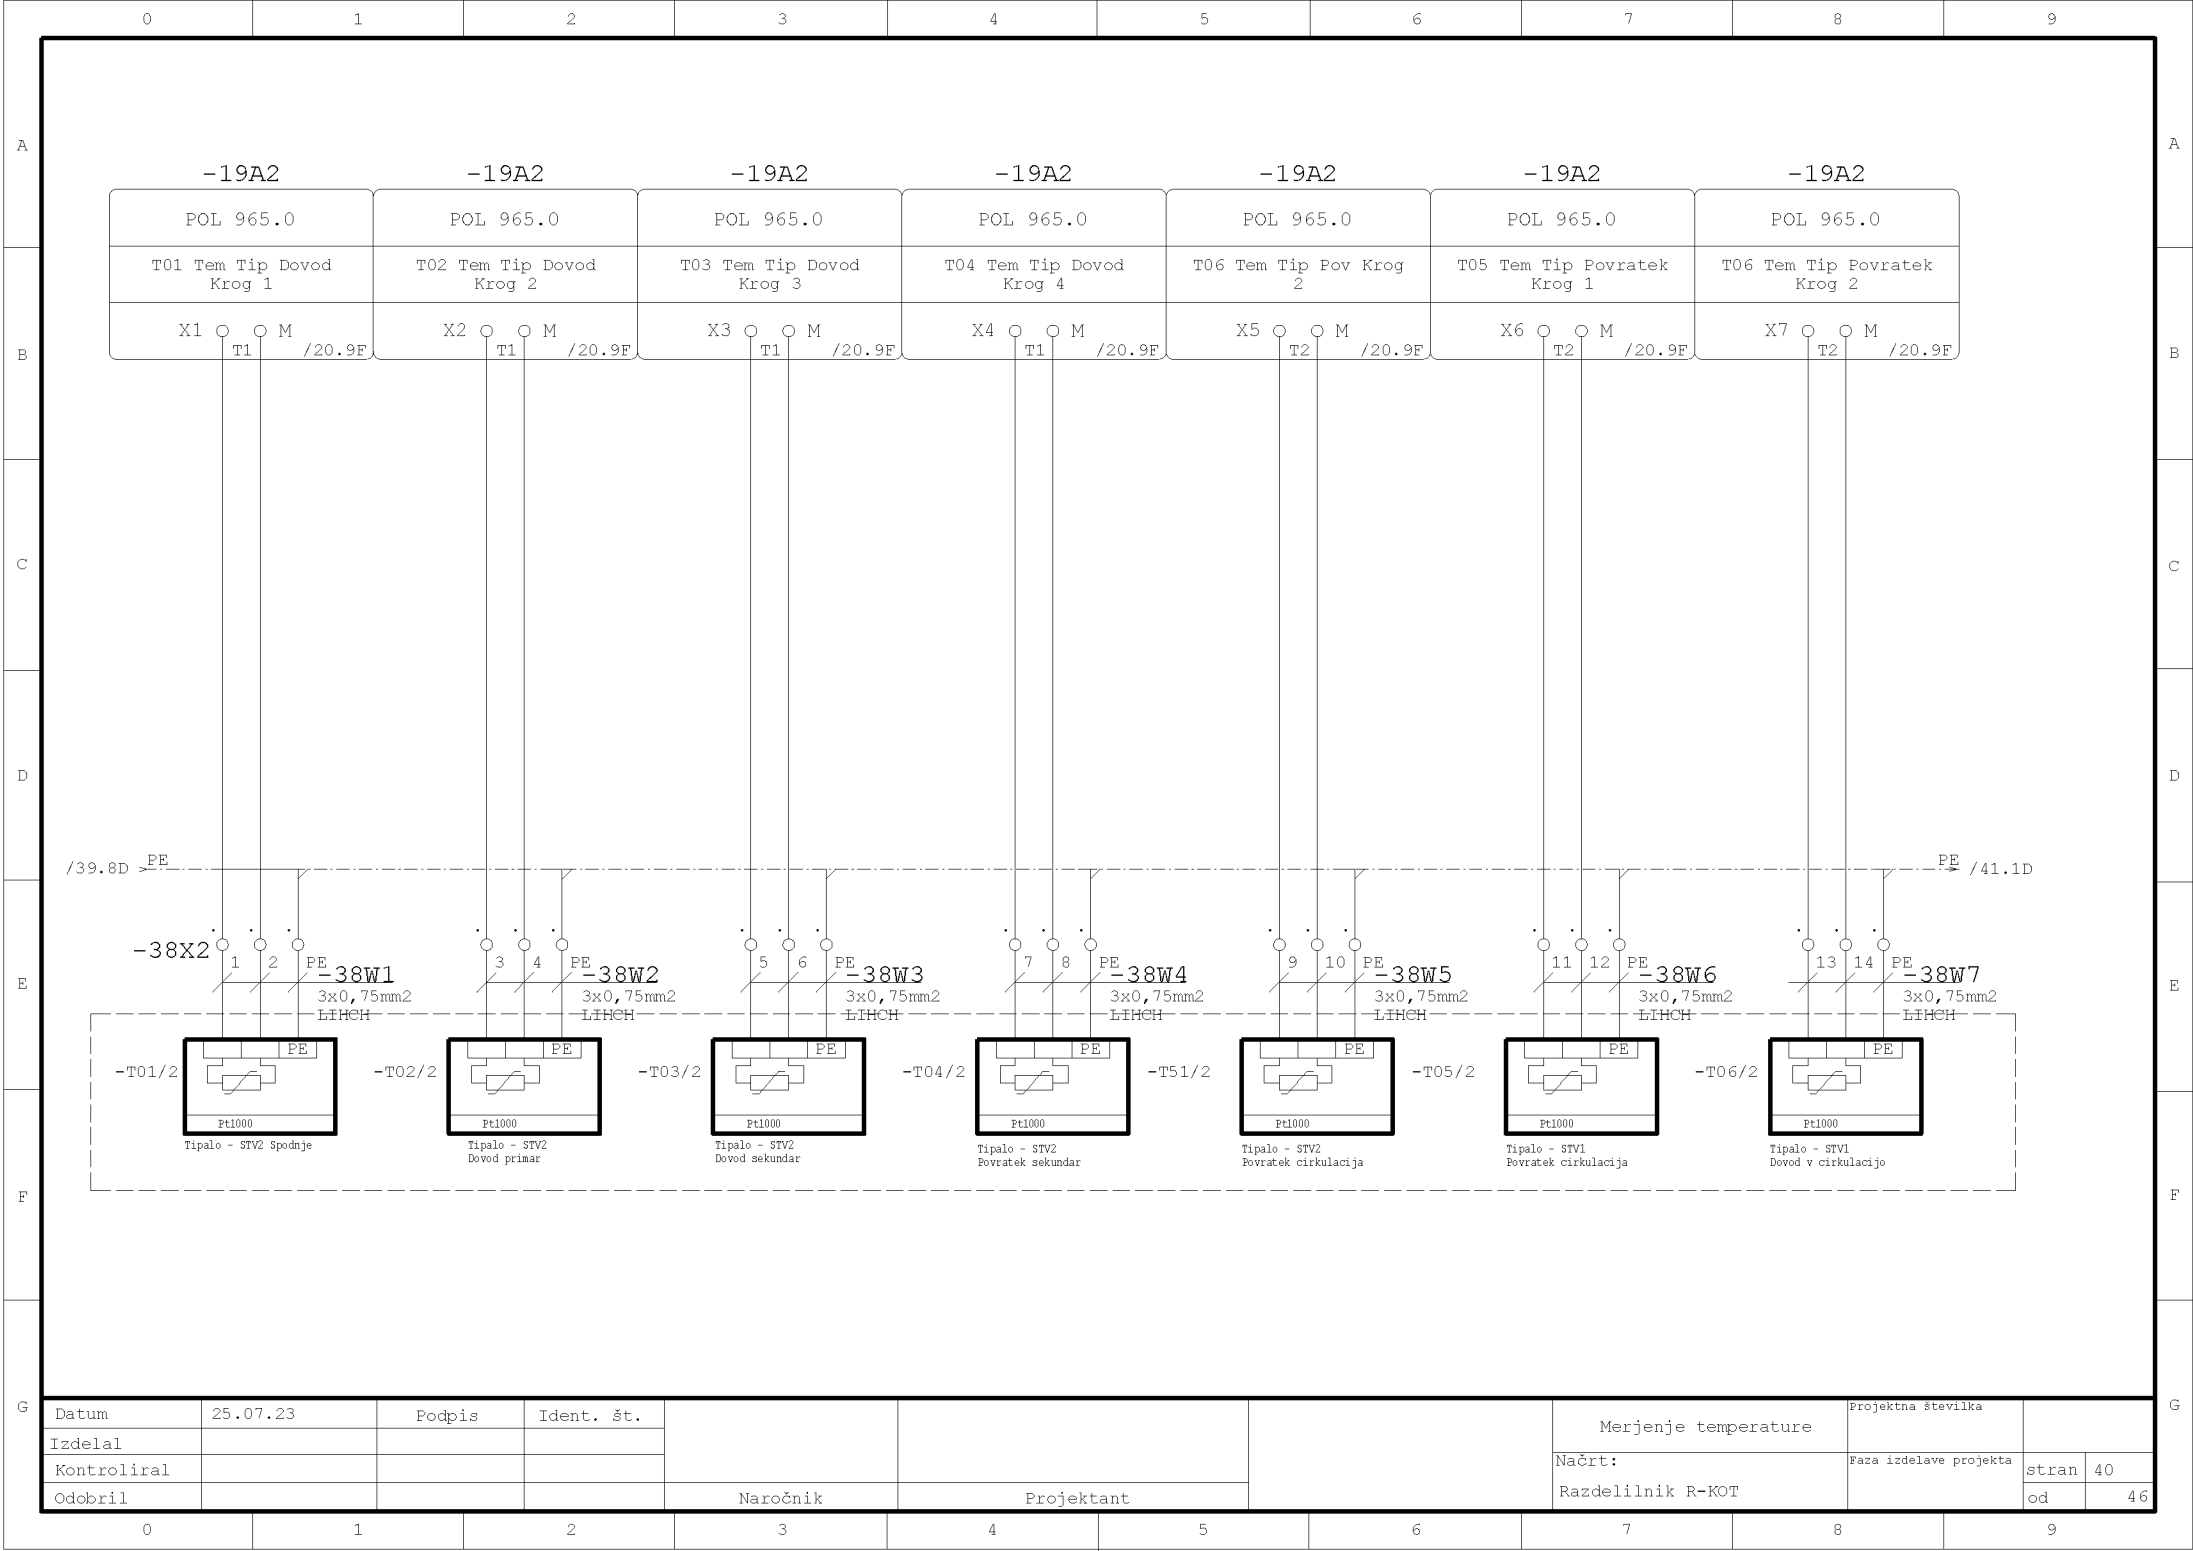 0 1 2 3 4 5 6 7 8 9
A A
-19A2 -19A2 -19A2 -19A2 -19A2 -19A2 -19A2
POL 965.0 POL 965.0 POL 965.0 POL 965.0 POL 965.0 POL 965.0 POL 965.0
T01 Tem Tip Dovod T02 Tem Tip Dovod T03 Tem Tip Dovod T04 Tem Tip Dovod T06 Tem Tip Pov Krog T05 Tem Tip Povratek T06 Tem Tip Povratek
Krog 1 Krog 2 Krog 3 Krog 4 2 Krog 1 Krog 2
X1 M X2 M X3 M X4 M X5 M X6 M X7 M
B T1 /20.9F T1 /20.9F T1 /20.9F T1 /20.9F T2 /20.9F T2 /20.9F T2 /20.9F B
C C
D D
/39.8D PE PE /41.1D
-38X2
1 2 PE 3 4 PE 5 6 PE 7 8 PE 9 10 PE 11 12 PE 13 14 PE
E -38W1 -38W2 -38W3 -38W4 -38W5 -38W6 -38W7 E
3x0,75mm2 3x0,75mm2 3x0,75mm2 3x0,75mm2 3x0,75mm2 3x0,75mm2 3x0,75mm2
LIHCH LIHCH LIHCH LIHCH LIHCH LIHCH LIHCH
PE PE PE PE PE PE PE
-T01/2 -T02/2 -T03/2 -T04/2 -T51/2 -T05/2 -T06/2
Pt1000 Pt1000 Pt1000 Pt1000 Pt1000 Pt1000 Pt1000
Tipalo - STV2 Spodnje Tipalo - STV2 Tipalo - STV2 Tipalo - STV2 Tipalo - STV2 Tipalo - STV1 Tipalo - STV1
Dovod primar Dovod sekundar Povratek sekundar Povratek cirkulacija Povratek cirkulacija Dovod v cirkulacijo
F F
G G
Datum 25.07.23 Podpis Ident. št.
Izdelal
Kontroliral
Odobril Naročnik Projektant
Merjenje temperature
Načrt:
Razdelilnik R-KOT
Projektna številka
Faza izdelave projekta
stran 40
od 46
0 1 2 3 4 5 6 7 8 9